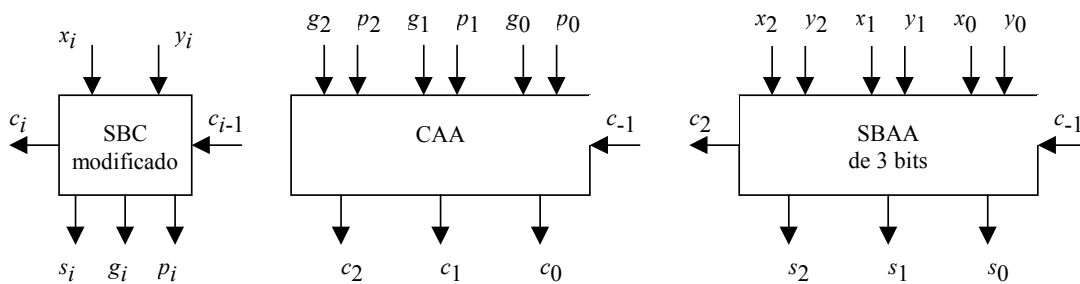 x_i y_i
c_i SBC modificado c_{i-1}
s_i g_i p_i
g_2 p_2 g_1 p_1 g_0 p_0
CAA c_{-1}
c_2 c_1 c_0
x_2 y_2 x_1 y_1 x_0 y_0
c_2 SBAA de 3 bits c_{-1}
s_2 s_1 s_0